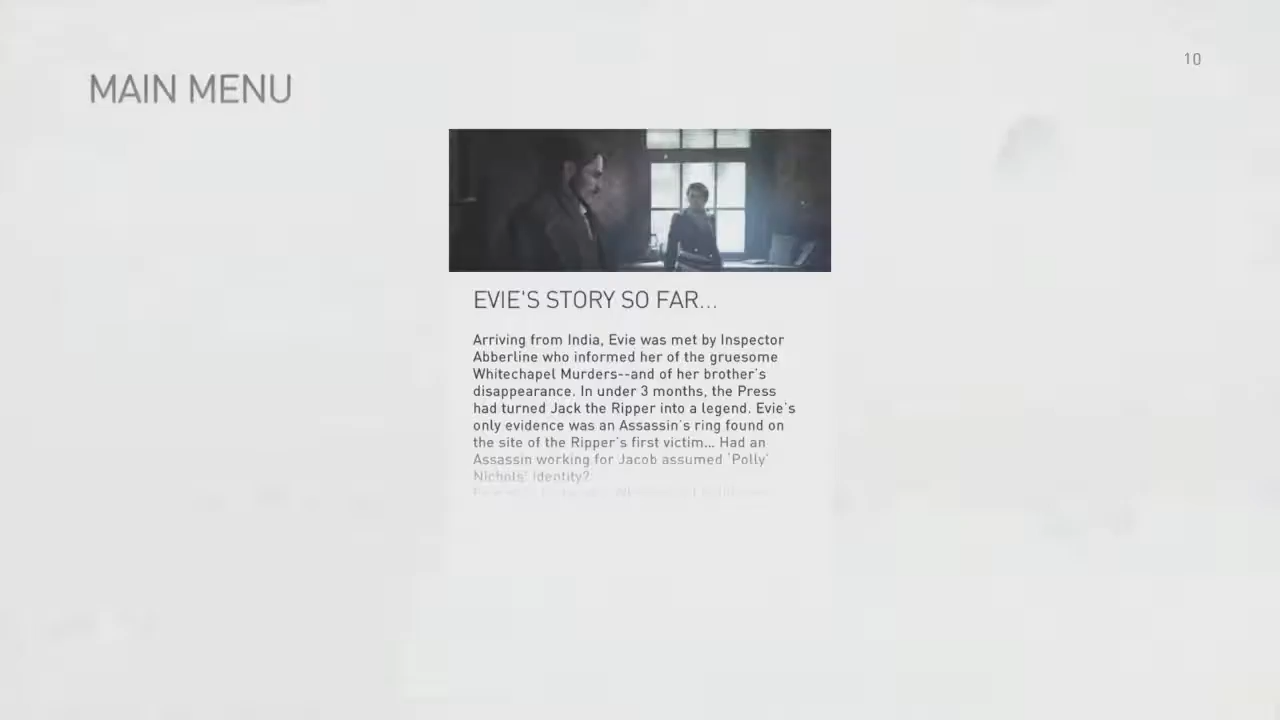 MAIN MENU
10
EVIE'S STORY SO FAR...
Arriving from India, Evie was met by Inspector
Abberline who informed her of the gruesome
Whitechapel Murders--and of her brother's
disappearance. In under 3 months, the Press
had turned Jack the Ripper into a legend. Evie's
only evidence was an Assassin's ring found on
the site of the Ripper's first victim... Had an
Assassin working for Jacob assumed 'Polly'
Nichols' identity?